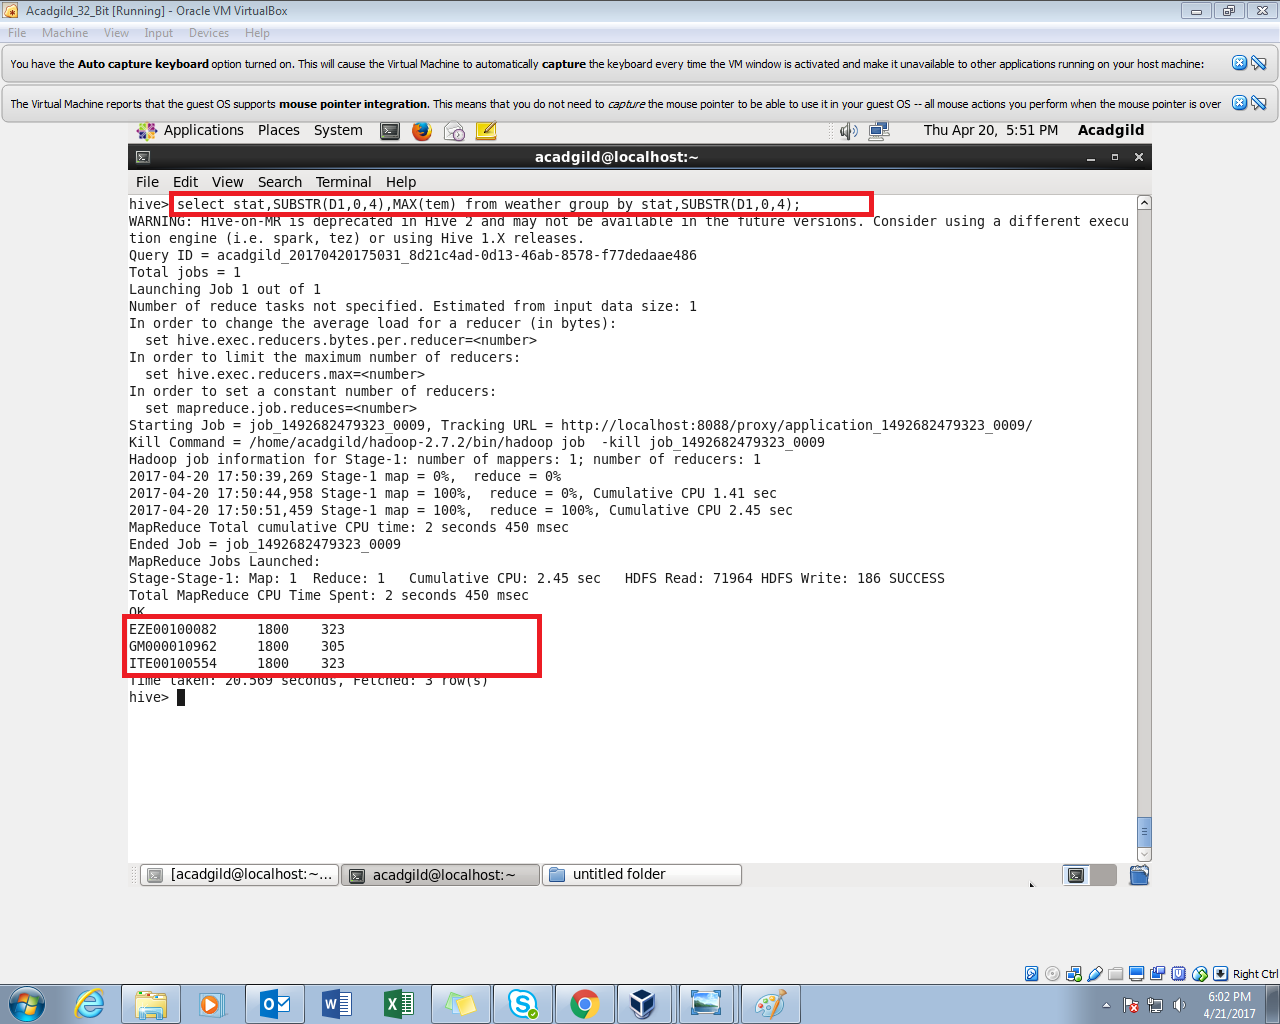 Acadgild_32_Bit [Running] - Oracle VM VirtualBox
File Machine View Input Devices Help
You have the Auto capture keyboard option turned on. This will cause the Virtual Machine to automatically capture the keyboard every time the VM window is activated and make it unavailable to other applications running on your host machine:
The Virtual Machine reports that the guest OS supports mouse pointer integration. This means that you do not need to capture the mouse pointer to be able to use it in your guest OS -- all mouse actions you perform when the mouse pointer is over
Applications Places System Thu Apr 20, 5:51 PM Acadgild
acadgild@localhost:~
File Edit View Search Terminal Help
hive> select stat,SUBSTR(D1,0,4),MAX(tem) from weather group by stat,SUBSTR(D1,0,4);
WARNING: Hive-on-MR is deprecated in Hive 2 and may not be available in the future versions. Consider using a different execu
tion engine (i.e. spark, tez) or using Hive 1.X releases.
Query ID = acadgild_20170420175031_8d21c4ad-0d13-46ab-8578-f77dedaae486
Total jobs = 1
Launching Job 1 out of 1
Number of reduce tasks not specified. Estimated from input data size: 1
In order to change the average load for a reducer (in bytes):
  set hive.exec.reducers.bytes.per.reducer=<number>
In order to limit the maximum number of reducers:
  set hive.exec.reducers.max=<number>
In order to set a constant number of reducers:
  set mapreduce.job.reduces=<number>
Starting Job = job_1492682479323_0009, Tracking URL = http://localhost:8088/proxy/application_1492682479323_0009/
Kill Command = /home/acadgild/hadoop-2.7.2/bin/hadoop job  -kill job_1492682479323_0009
Hadoop job information for Stage-1: number of mappers: 1; number of reducers: 1
2017-04-20 17:50:39,269 Stage-1 map = 0%,  reduce = 0%
2017-04-20 17:50:44,958 Stage-1 map = 100%,  reduce = 0%, Cumulative CPU 1.41 sec
2017-04-20 17:50:51,459 Stage-1 map = 100%,  reduce = 100%, Cumulative CPU 2.45 sec
MapReduce Total cumulative CPU time: 2 seconds 450 msec
Ended Job = job_1492682479323_0009
MapReduce Jobs Launched:
Stage-Stage-1: Map: 1  Reduce: 1   Cumulative CPU: 2.45 sec   HDFS Read: 71964 HDFS Write: 186 SUCCESS
Total MapReduce CPU Time Spent: 2 seconds 450 msec
OK
EZE00100082     1800    323
GM000010962     1800    305
ITE00100554     1800    323
Time taken: 20.569 seconds, Fetched: 3 row(s)
hive>
[acadgild@localhost:~... acadgild@localhost:~ untitled folder
Right Ctrl
6:02 PM
4/21/2017